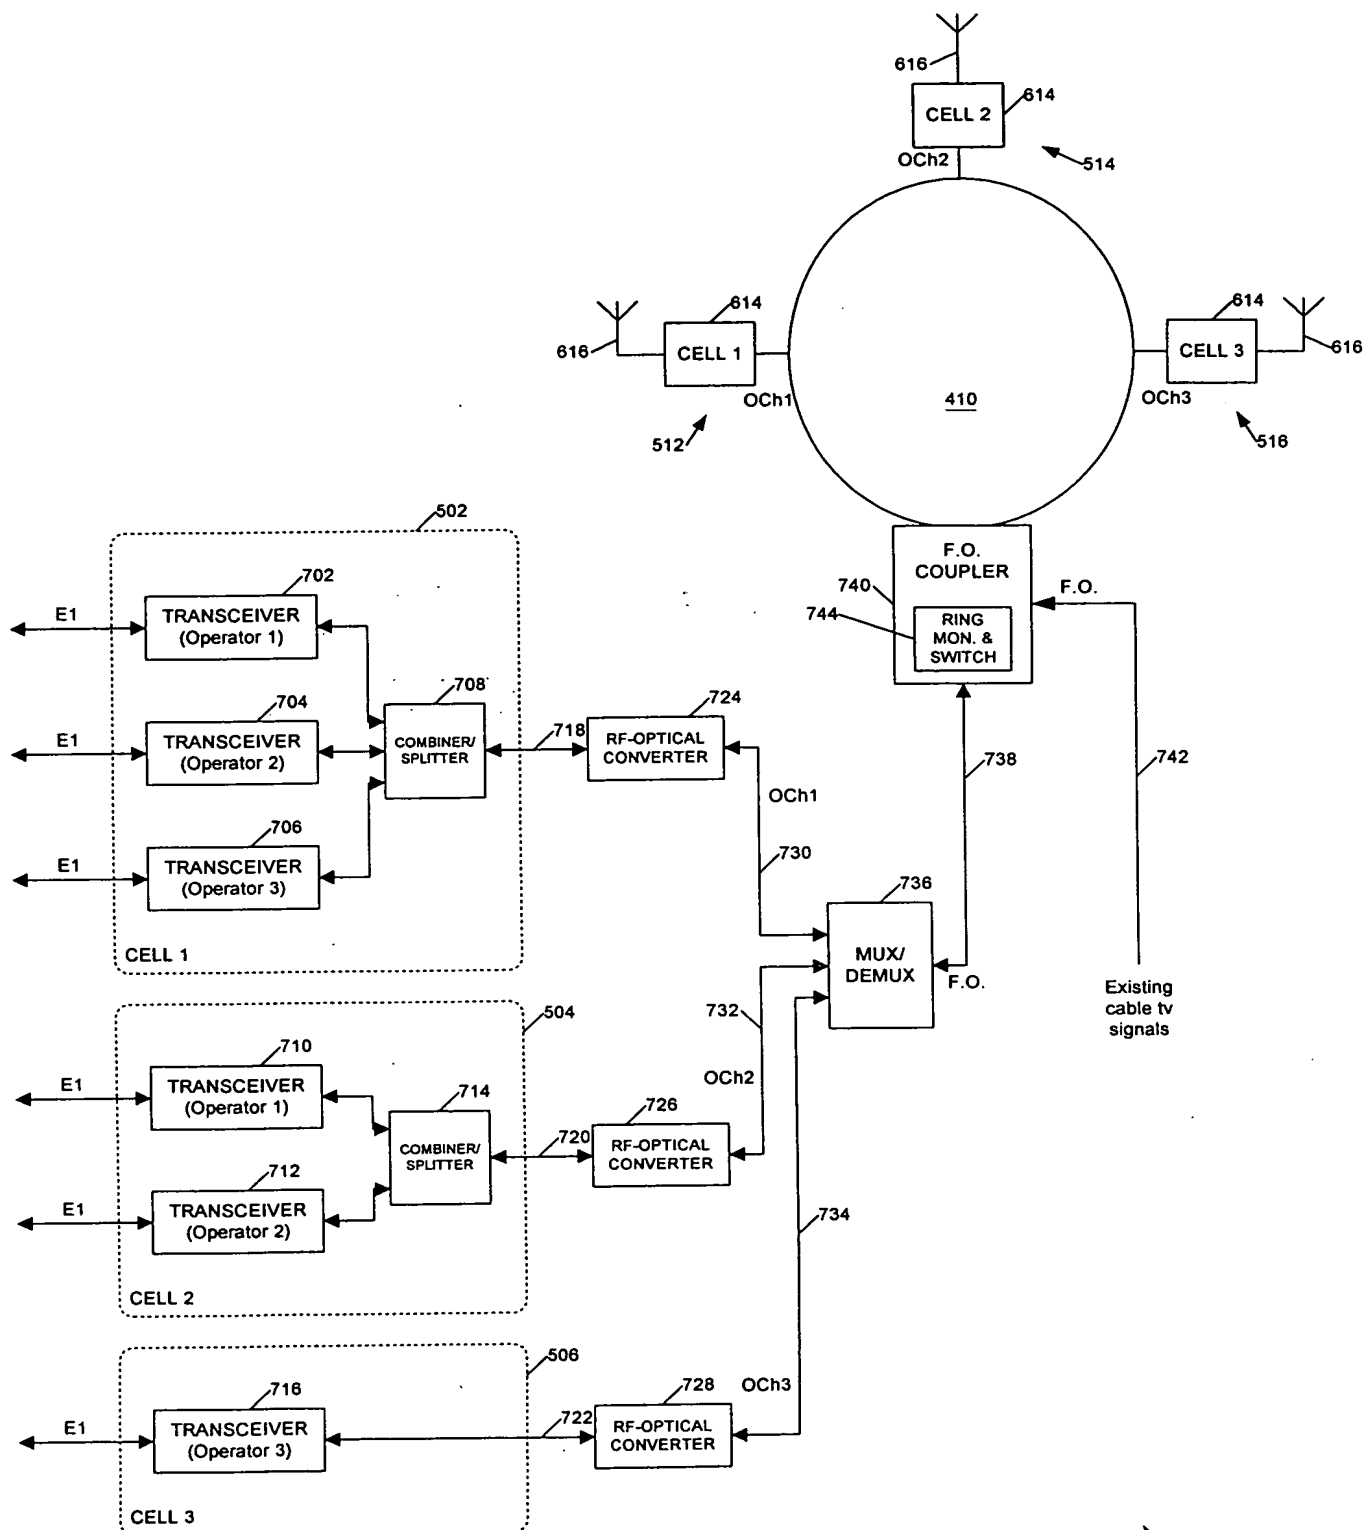 616
CELL 2
614
OCh2
514
614
616
CELL 1
OCh1
512
410
614
CELL 3
616
OCh3
516
502
702
E1
TRANSCEIVER
(Operator 1)
704
E1
TRANSCEIVER
(Operator 2)
706
E1
TRANSCEIVER
(Operator 3)
708
COMBINER/
SPLITTER
CELL 1
718
724
RF-OPTICAL
CONVERTER
OCh1
730
F.O.
COUPLER
740
744
RING
MON. &
SWITCH
F.O.
738
742
736
MUX/
DEMUX
F.O.
Existing
cable tv
signals
504
710
E1
TRANSCEIVER
(Operator 1)
712
E1
TRANSCEIVER
(Operator 2)
714
COMBINER/
SPLITTER
CELL 2
720
726
RF-OPTICAL
CONVERTER
732
OCh2
734
506
716
E1
TRANSCEIVER
(Operator 3)
CELL 3
722
728
RF-OPTICAL
CONVERTER
OCh3